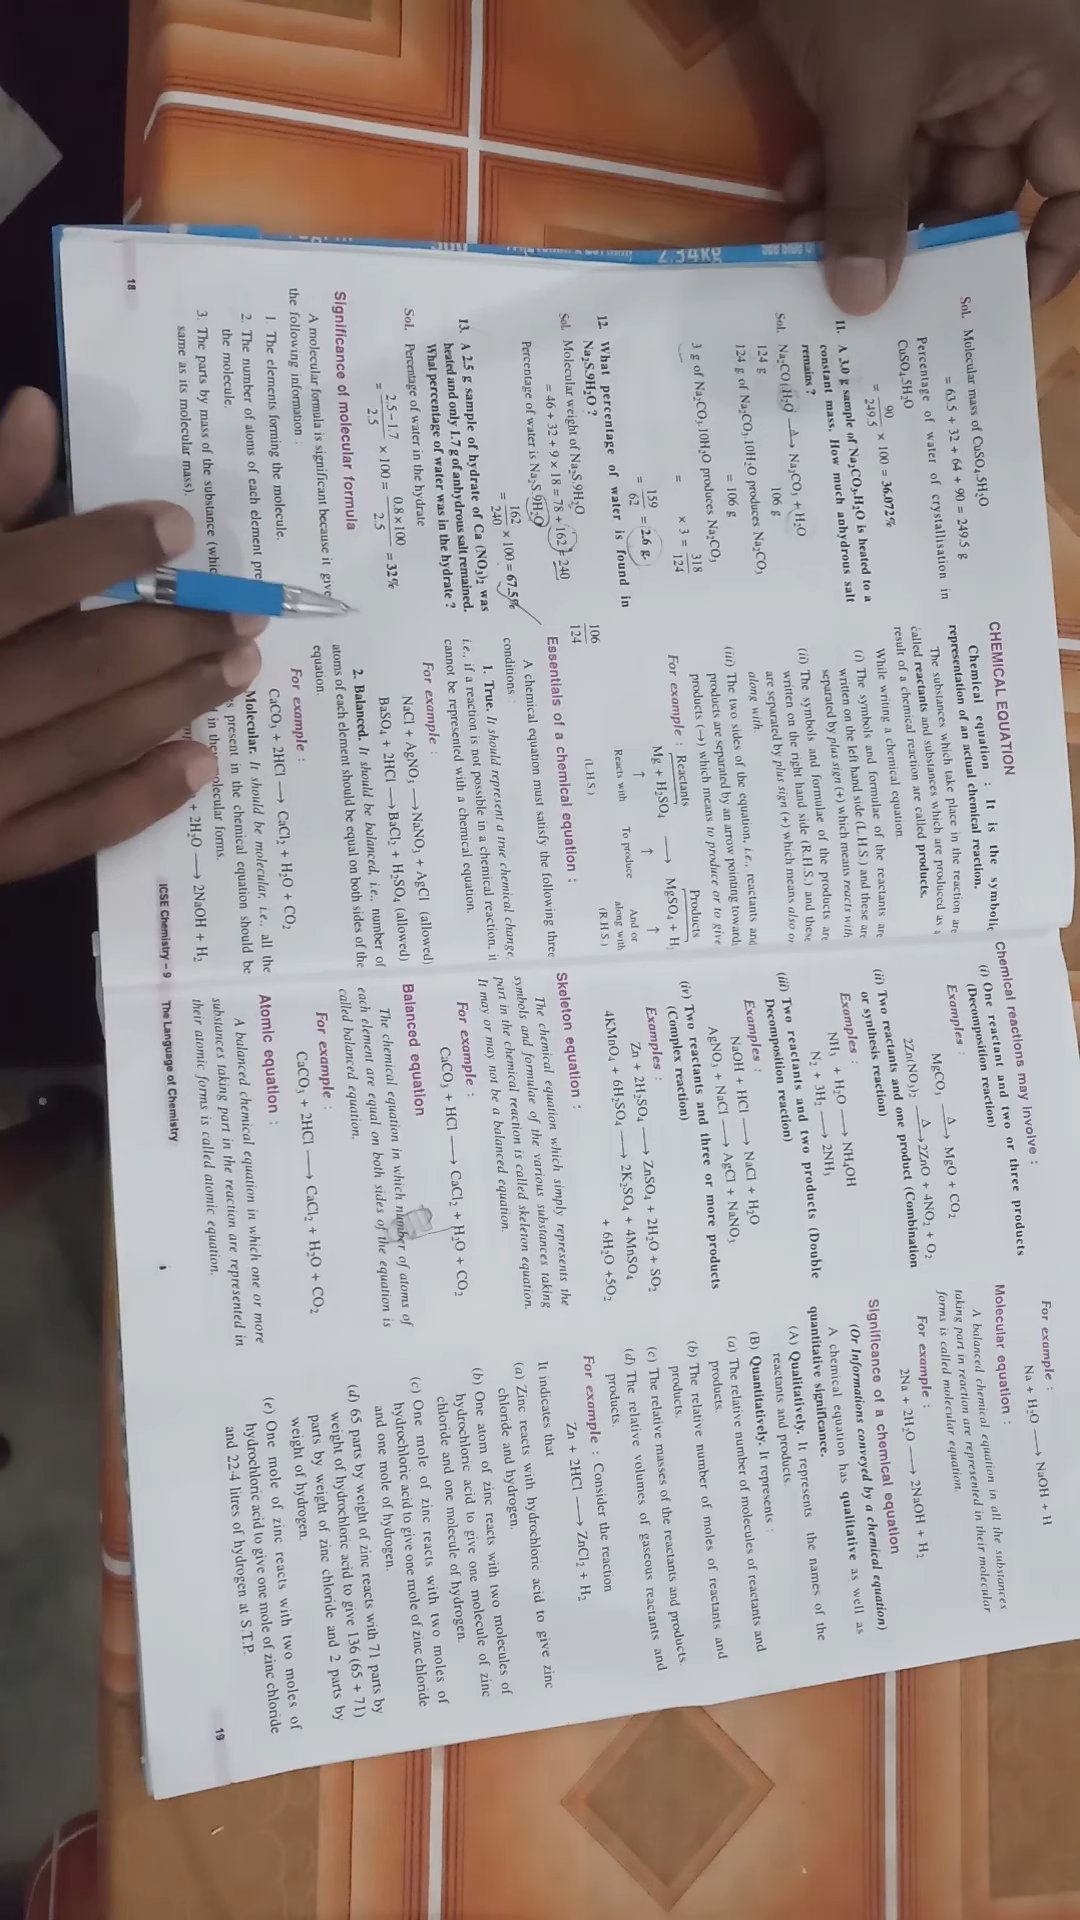 Sol. Molecular mass of CuSO₄.5H₂O
= 63.5 + 32 + 64 + 90 = 249.5 g
Percentage of water of crystallisation in
CuSO₄.5H₂O
= 90/249.5 × 100 = 36.072%
11. A 3.0 g sample of Na₂CO₃.H₂O is heated to a
constant mass. How much anhydrous salt
remains ?
Sol. Na₂CO₃.H₂O —Δ→ Na₂CO₃ + H₂O
124 g 106 g
124 g of Na₂CO₃.10H₂O produces Na₂CO₃
= 106 g
3 g of Na₂CO₃.10H₂O produces Na₂CO₃
= × 3 = 318/124
= 159/62 = 2.6 g.
106/124
12. What percentage of water is found in
Na₂S.9H₂O ?
Sol. Molecular weight of Na₂S.9H₂O
= 46 + 32 + 9 × 18 = 78 + 162 = 240
Percentage of water is Na₂S 9H₂O
= 162/240 × 100 = 67.5%
13. A 2.5 g sample of hydrate of Ca (NO₃)₂ was
heated and only 1.7 g of anhydrous salt remained.
What percentage of water was in the hydrate ?
Sol. Percentage of water in the hydrate
= 2.5 – 1.7/2.5 × 100 = 0.8 × 100/2.5 = 32%
Significance of molecular formula
A molecular formula is significant because it give
the following information :
1. The elements forming the molecule.
2. The number of atoms of each element pre
the molecule.
3. The parts by mass of the substance (whic
same as its molecular mass).
18
CHEMICAL EQUATION
Chemical equation : It is the symbolic
representation of an actual chemical reaction.
The substances which take place in the reaction are
called reactants and substances which are produced as a
result of a chemical reaction are called products.
While writing a chemical equation
(i) The symbols and formulae of the reactants are
written on the left hand side (L.H.S.) and these are
separated by plus sign (+) which means reacts with
(ii) The symbols and formulae of the products are
written on the right hand side (R.H.S.) and these
are separated by plus sign (+) which means also or
along with.
(iii) The two sides of the equation, i.e., reactants and
products are separated by an arrow pointing towards
products (→) which means to produce or to give
For example : Reactants Products
Mg + H₂SO₄ ⟶ MgSO₄ + H
↑ ↑ ↑
Reacts with To produce And or
along with
(L.H.S.) (R.H.S.)
Essentials of a chemical equation :
A chemical equation must satisfy the following three
conditions
1. True. It should represent a true chemical change,
i.e., if a reaction is not possible in a chemical reaction, it
cannot be represented with a chemical equation.
For example :
NaCl + AgNO₃ ⟶ NaNO₃ + AgCl (allowed)
BaSO₄ + 2HCl ⟶ BaCl₂ + H₂SO₄ (allowed)
2. Balanced. It should be balanced, i.e., number of
atoms of each element should be equal on both sides of the
equation.
For example :
CaCO₃ + 2HCl ⟶ CaCl₂ + H₂O + CO₂
Molecular. It should be molecular, i.e., all the
s present in the chemical equation should be
in their molecular forms.
+ 2H₂O ⟶ 2NaOH + H₂
ICSE Chemistry – 9
Chemical reactions may involve :
(i) One reactant and two or three products
(Decomposition reaction)
Examples :
MgCO₃ —Δ→ MgO + CO₂
2Zn(NO₃)₂ —Δ→ 2ZnO + 4NO₂ + O₂
(ii) Two reactants and one product (Combination
or synthesis reaction)
Examples :
NH₃ + H₂O ⟶ NH₄OH
N₂ + 3H₂ ⟶ 2NH₃
(iii) Two reactants and two products (Double
Decomposition reaction)
Examples :
NaOH + HCl ⟶ NaCl + H₂O
AgNO₃ + NaCl ⟶ AgCl + NaNO₃
(iv) Two reactants and three or more products
(Complex reaction)
Examples :
Zn + 2H₂SO₄ ⟶ ZnSO₄ + 2H₂O + SO₂
4KMnO₄ + 6H₂SO₄ ⟶ 2K₂SO₄ + 4MnSO₄
+ 6H₂O +5O₂
Skeleton equation :
The chemical equation which simply represents the
symbols and formulae of the various substances taking
part in the chemical reaction is called skeleton equation.
It may or may not be a balanced equation.
For example :
CaCO₃ + HCl ⟶ CaCl₂ + H₂O + CO₂
Balanced equation
The chemical equation in which number of atoms of
each element are equal on both sides of the equation is
called balanced equation.
For example :
CaCO₃ + 2HCl ⟶ CaCl₂ + H₂O + CO₂
Atomic equation :
A balanced chemical equation in which one or more
substances taking part in the reaction are represented in
their atomic forms is called atomic equation.
The Language of Chemistry
For example :
Na + H₂O ⟶ NaOH + H
Molecular equation :
A balanced chemical equation in all the substances
taking part in reaction are represented in their molecular
forms is called molecular equation.
For example :
2Na + 2H₂O ⟶ 2NaOH + H₂
Significance of a chemical equation
(Or Informations conveyed by a chemical equation)
A chemical equation has qualitative as well as
quantitative significance.
(A) Qualitatively. It represents the names of the
reactants and products.
(B) Quantitatively. It represents :
(a) The relative number of molecules of reactants and
products.
(b) The relative number of moles of reactants and
products.
(c) The relative masses of the reactants and products.
(d) The relative volumes of gaseous reactants and
products.
For example : Consider the reaction
Zn + 2HCl ⟶ ZnCl₂ + H₂
It indicates that
(a) Zinc reacts with hydrochloric acid to give zinc
chloride and hydrogen.
(b) One atom of zinc reacts with two molecules of
hydrochloric acid to give one molecule of zinc
chloride and one molecule of hydrogen.
(c) One mole of zinc reacts with two moles of
hydrochloric acid to give one mole of zinc chloride
and one mole of hydrogen.
(d) 65 parts by weight of zinc reacts with 71 parts by
weight of hydrochloric acid to give 136 (65 + 71)
parts by weight of zinc chloride and 2 parts by
weight of hydrogen.
(e) One mole of zinc reacts with two moles of
hydrochloric acid to give one mole of zinc chloride
and 22·4 litres of hydrogen at S.T.P.
19